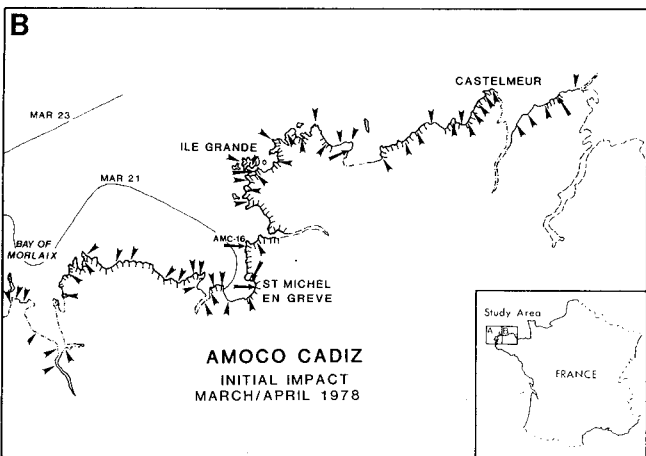 B
CASTELMEUR
MAR 23
ILE GRANDE
MAR 21
AMC-16
BAY OF
MORLAIX
ST MICHEL
EN GREVE
AMOCO CADIZ
INITIAL IMPACT
MARCH/APRIL 1978
Study Area
A
B
FRANCE